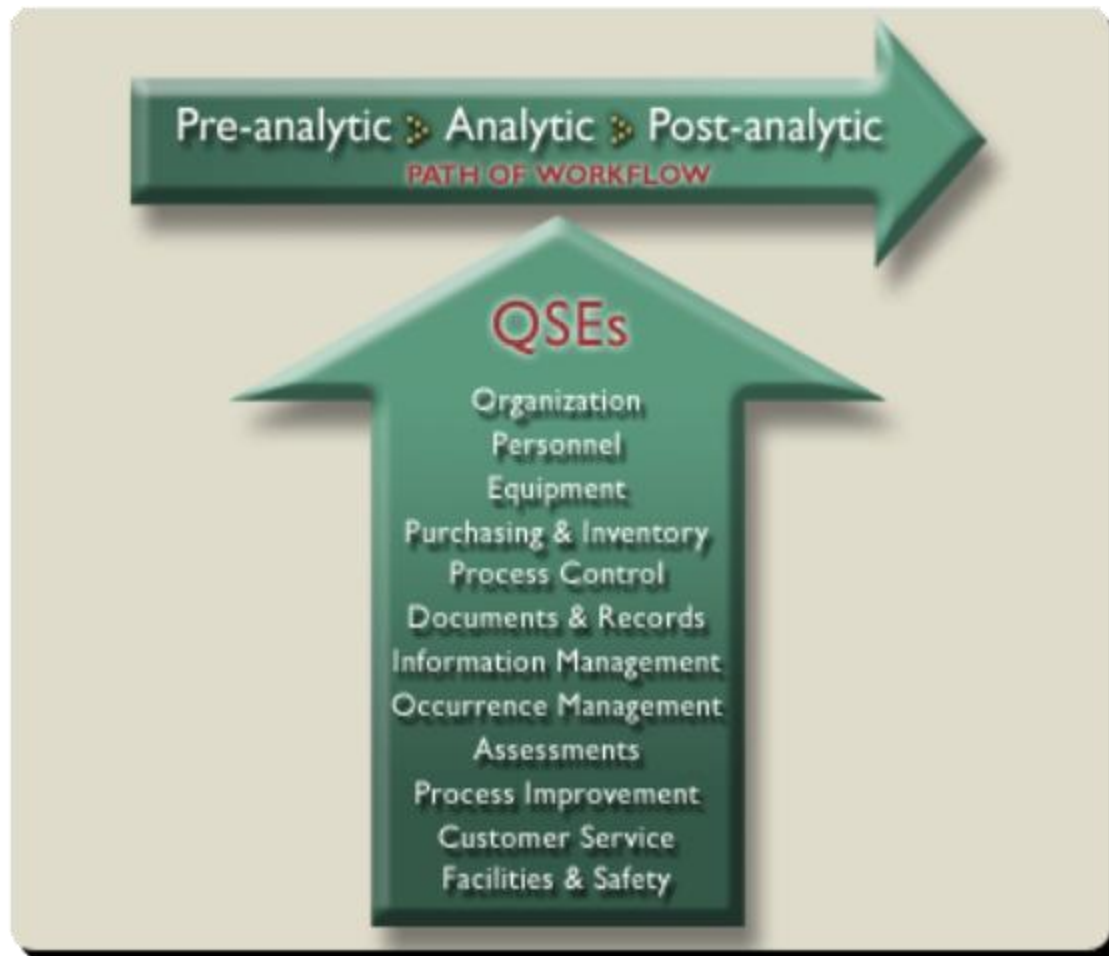 Pre-analytic > Analytic > Post-analytic
PATH OF WORKFLOW
QSEs
Organization
Personnel
Equipment
Purchasing & Inventory
Process Control
Documents & Records
Information Management
Occurrence Management
Assessments
Process Improvement
Customer Service
Facilities & Safety